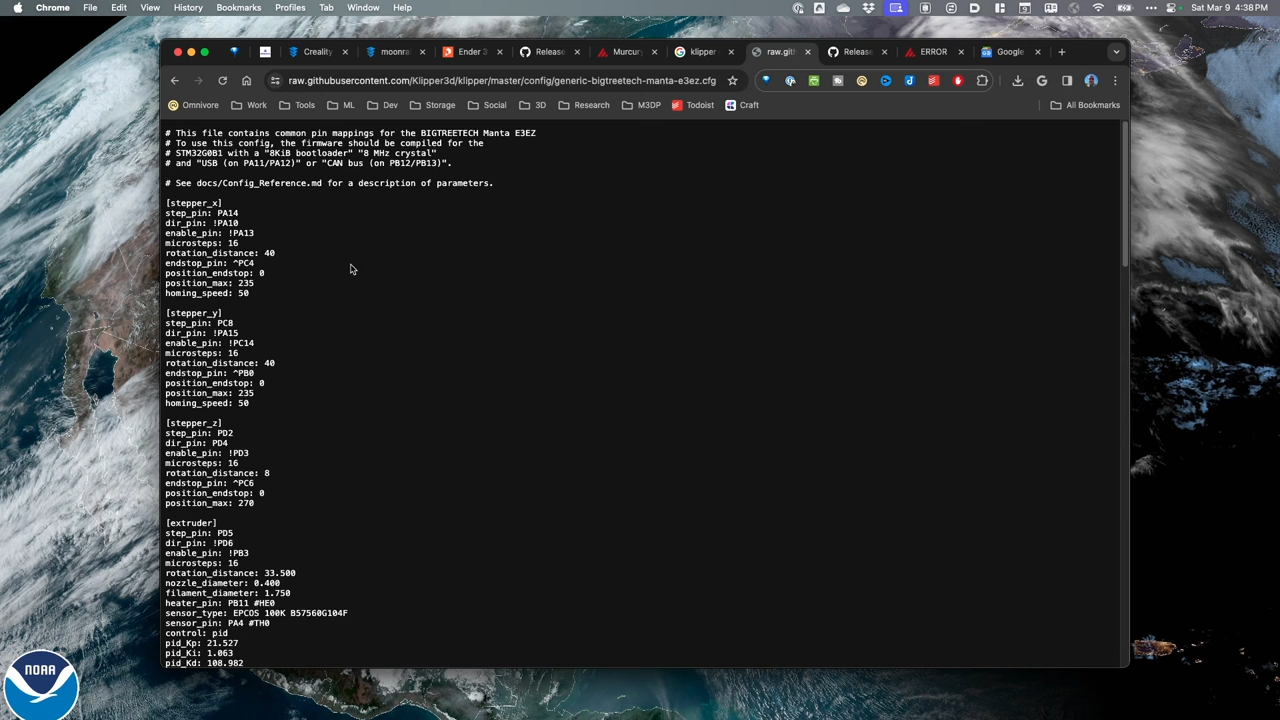 Chrome File Edit View History Bookmarks Profiles Tab Window Help Sat Mar 9 4:38 PM
Creality moonra Ender 3 Release Murcury klipper raw.gith Release ERROR Google
raw.githubusercontent.com/Klipper3d/klipper/master/config/generic-bigtreetech-manta-e3ez.cfg
Omnivore Work Tools ML Dev Storage Social 3D Research M3DP Todoist Craft All Bookmarks
# This file contains common pin mappings for the BIGTREETECH Manta E3EZ
# To use this config, the firmware should be compiled for the
# STM32G0B1 with a "8KiB bootloader" "8 MHz crystal"
# and "USB (on PA11/PA12)" or "CAN bus (on PB12/PB13)".
# See docs/Config_Reference.md for a description of parameters.
[stepper_x]
step_pin: PA14
dir_pin: !PA10
enable_pin: !PA13
microsteps: 16
rotation_distance: 40
endstop_pin: ^PC4
position_endstop: 0
position_max: 235
homing_speed: 50
[stepper_y]
step_pin: PC8
dir_pin: !PA15
enable_pin: !PC14
microsteps: 16
rotation_distance: 40
endstop_pin: ^PB0
position_endstop: 0
position_max: 235
homing_speed: 50
[stepper_z]
step_pin: PD2
dir_pin: PD4
enable_pin: !PD3
microsteps: 16
rotation_distance: 8
endstop_pin: ^PC6
position_endstop: 0
position_max: 270
[extruder]
step_pin: PD5
dir_pin: !PD6
enable_pin: !PB3
microsteps: 16
rotation_distance: 33.500
nozzle_diameter: 0.400
filament_diameter: 1.750
heater_pin: PB11 #HE0
sensor_type: EPCOS 100K B57560G104F
sensor_pin: PA4 #TH0
control: pid
pid_Kp: 21.527
pid_Ki: 1.063
pid_Kd: 108.982
NOAA